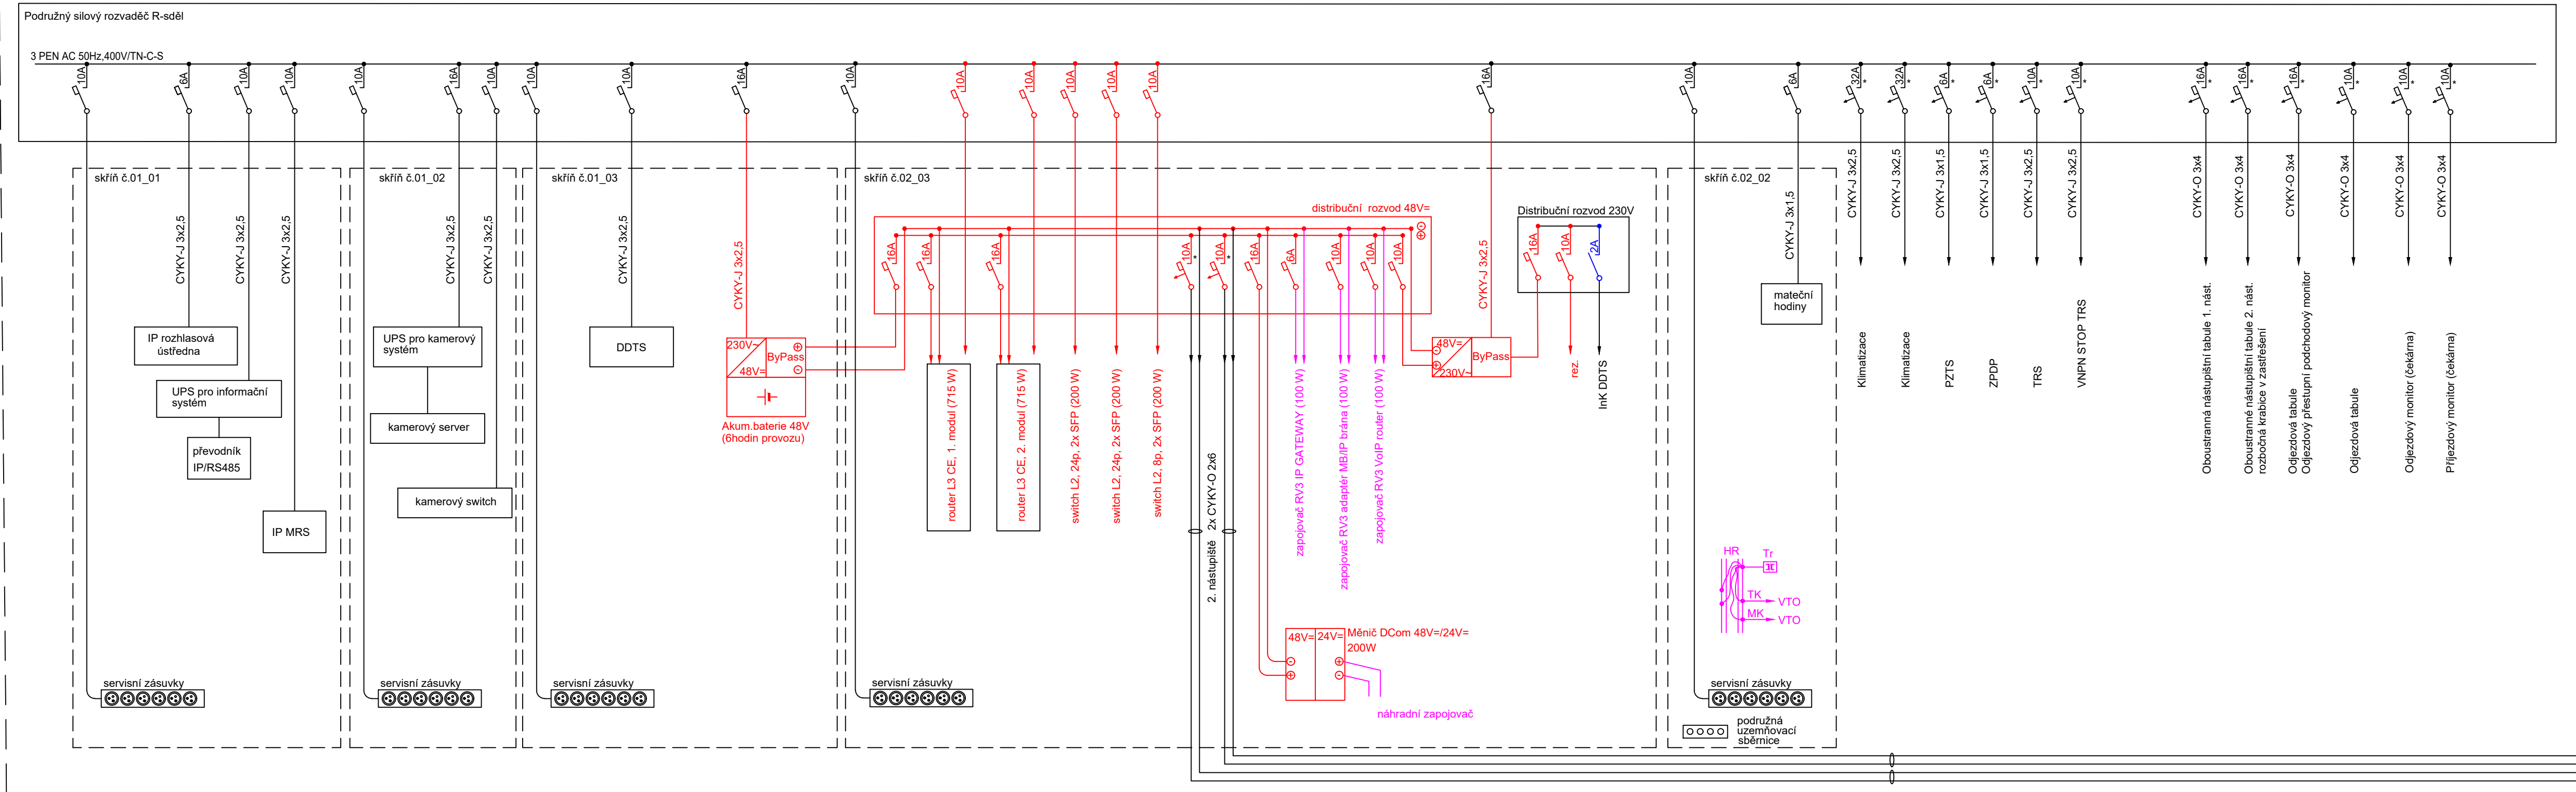 Podružný silový rozvaděč R-sděl
3 PEN AC 50Hz,400V/TN-C-S
10A
6A
10A
10A
10A
16A
10A
10A
10A
16A
10A
10A
10A
10A
10A
10A
16A
10A
6A
32A
*
32A
*
6A
*
6A
*
10A
*
10A
*
16A
*
16A
*
16A
*
10A
*
10A
*
10A
*
skříň č.01_01
CYKY-J 3x2,5
CYKY-J 3x2,5
CYKY-J 3x2,5
IP rozhlasová
ústředna
UPS pro informační
systém
převodník
IP/RS485
IP MRS
servisní zásuvky
skříň č.01_02
CYKY-J 3x2,5
CYKY-J 3x2,5
UPS pro kamerový
systém
kamerový server
kamerový switch
servisní zásuvky
skříň č.01_03
CYKY-J 3x2,5
DDTS
CYKY-J 3x2,5
230V~
48V=
ByPass
Akum.baterie 48V
(6hodin provozu)
servisní zásuvky
skříň č.02_03
distribuční rozvod 48V=
16A
16A
16A
10A
*
10A
*
16A
6A
10A
10A
10A
router L3 CE, 1. modul (715 W)
router L3 CE, 2. modul (715 W)
switch L2, 24p, 2x SFP (200 W)
switch L2, 24p, 2x SFP (200 W)
switch L2, 8p, 2x SFP (200 W)
2. nástupiště 2x CYKY-O 2x6
zapojovač RV3 IP GATEWAY (100 W)
zapojovač RV3 adaptér MB/IP brána (100 W)
zapojovač RV3 VoIP router (100 W)
CYKY-J 3x2,5
48V=
230V~
ByPass
Distribuční rozvod 230V
16A
10A
2A
rez.
InK DDTS
48V=
24V=
Měnič DCom 48V=/24V=
200W
náhradní zapojovač
servisní zásuvky
skříň č.02_02
CYKY-J 3x1,5
mateční
hodiny
HR
Tr
TK
VTO
MK
VTO
servisní zásuvky
podružná
uzemňovací
sběrnice
CYKY-J 3x2,5
CYKY-J 3x2,5
CYKY-J 3x1,5
CYKY-J 3x1,5
CYKY-J 3x2,5
CYKY-J 3x2,5
CYKY-O 3x4
CYKY-O 3x4
CYKY-O 3x4
CYKY-O 3x4
CYKY-O 3x4
CYKY-O 3x4
Klimatizace
Klimatizace
PZTS
ZPDP
TRS
VNPN STOP TRS
Oboustranná nástupištní tabule 1. nást.
Oboustranné nástupištní tabule 2. nást.
rozbočná krabice v zastřešení
Odjezdová tabule
Odjezdový přestupní podchodový monitor
Odjezdová tabule
Odjezdový monitor (čekárna)
Příjezdový monitor (čekárna)